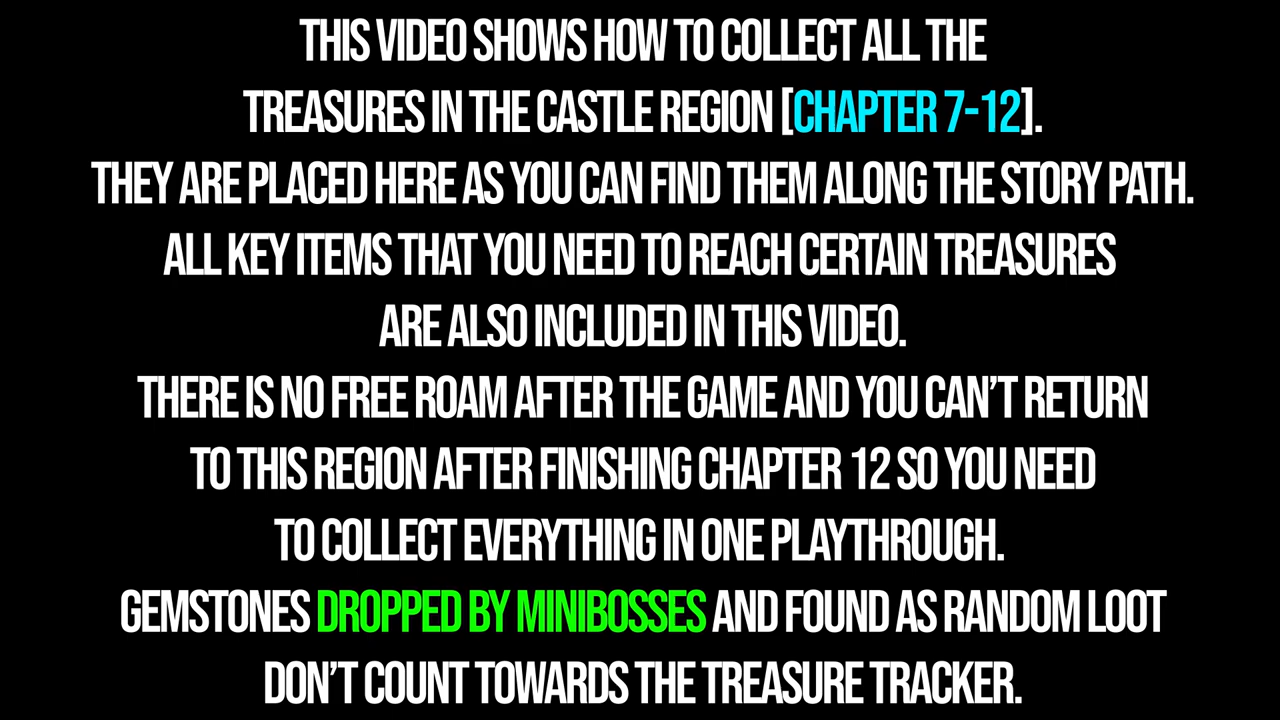 THIS VIDEO SHOWS HOW TO COLLECT ALL THE
TREASURES IN THE CASTLE REGION [CHAPTER 7-12].
THEY ARE PLACED HERE AS YOU CAN FIND THEM ALONG THE STORY PATH.
ALL KEY ITEMS THAT YOU NEED TO REACH CERTAIN TREASURES
ARE ALSO INCLUDED IN THIS VIDEO.
THERE IS NO FREE ROAM AFTER THE GAME AND YOU CAN’T RETURN
TO THIS REGION AFTER FINISHING CHAPTER 12 SO YOU NEED
TO COLLECT EVERYTHING IN ONE PLAYTHROUGH.
GEMSTONES DROPPED BY MINIBOSSES AND FOUND AS RANDOM LOOT
DON’T COUNT TOWARDS THE TREASURE TRACKER.